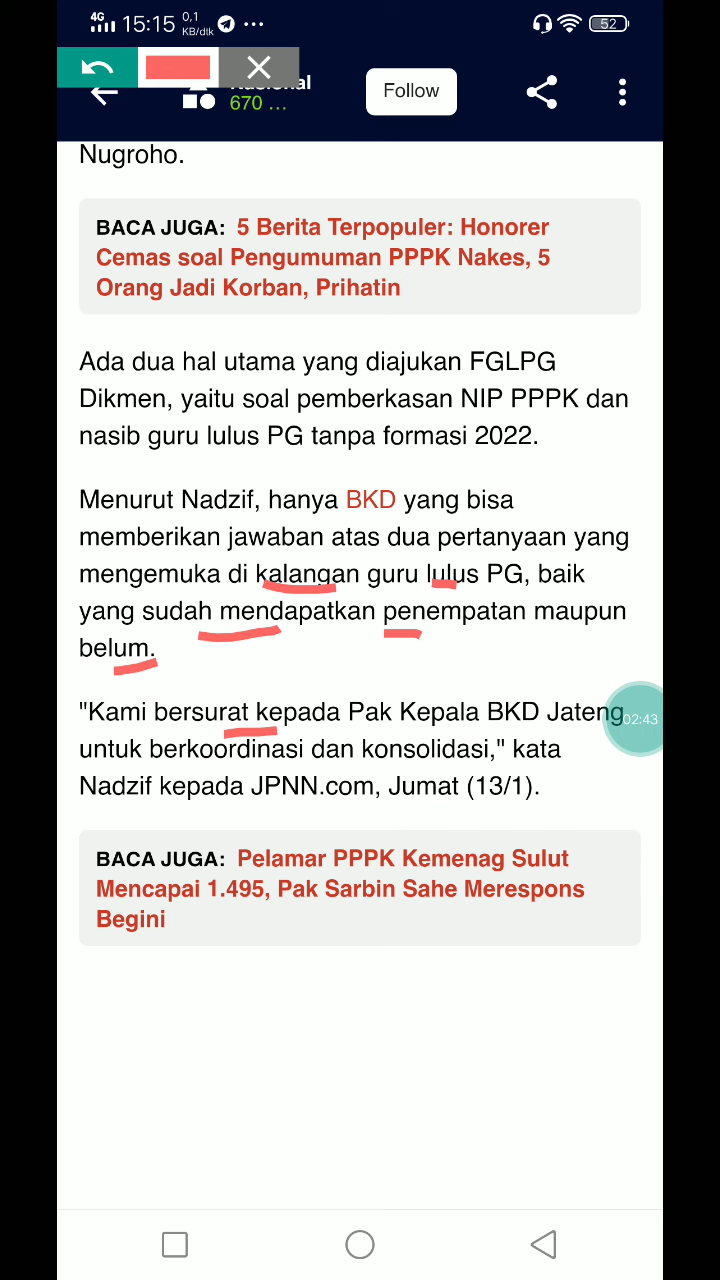 4G 15:15 0,1 KB/dtk 52
Nasional
670 ...
Follow
Nugroho.
BACA JUGA: 5 Berita Terpopuler: Honorer
Cemas soal Pengumuman PPPK Nakes, 5
Orang Jadi Korban, Prihatin
Ada dua hal utama yang diajukan FGLPG
Dikmen, yaitu soal pemberkasan NIP PPPK dan
nasib guru lulus PG tanpa formasi 2022.
Menurut Nadzif, hanya BKD yang bisa
memberikan jawaban atas dua pertanyaan yang
mengemuka di kalangan guru lulus PG, baik
yang sudah mendapatkan penempatan maupun
belum.
"Kami bersurat kepada Pak Kepala BKD Jateng
02:43
untuk berkoordinasi dan konsolidasi," kata
Nadzif kepada JPNN.com, Jumat (13/1).
BACA JUGA: Pelamar PPPK Kemenag Sulut
Mencapai 1.495, Pak Sarbin Sahe Merespons
Begini